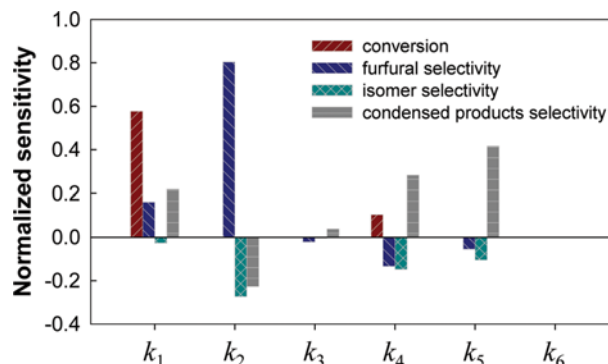 Normalized sensitivity
1.0
0.8
0.6
0.4
0.2
0.0
-0.2
-0.4
conversion
furfural selectivity
isomer selectivity
condensed products selectivity
k1 k2 k3 k4 k5 k6